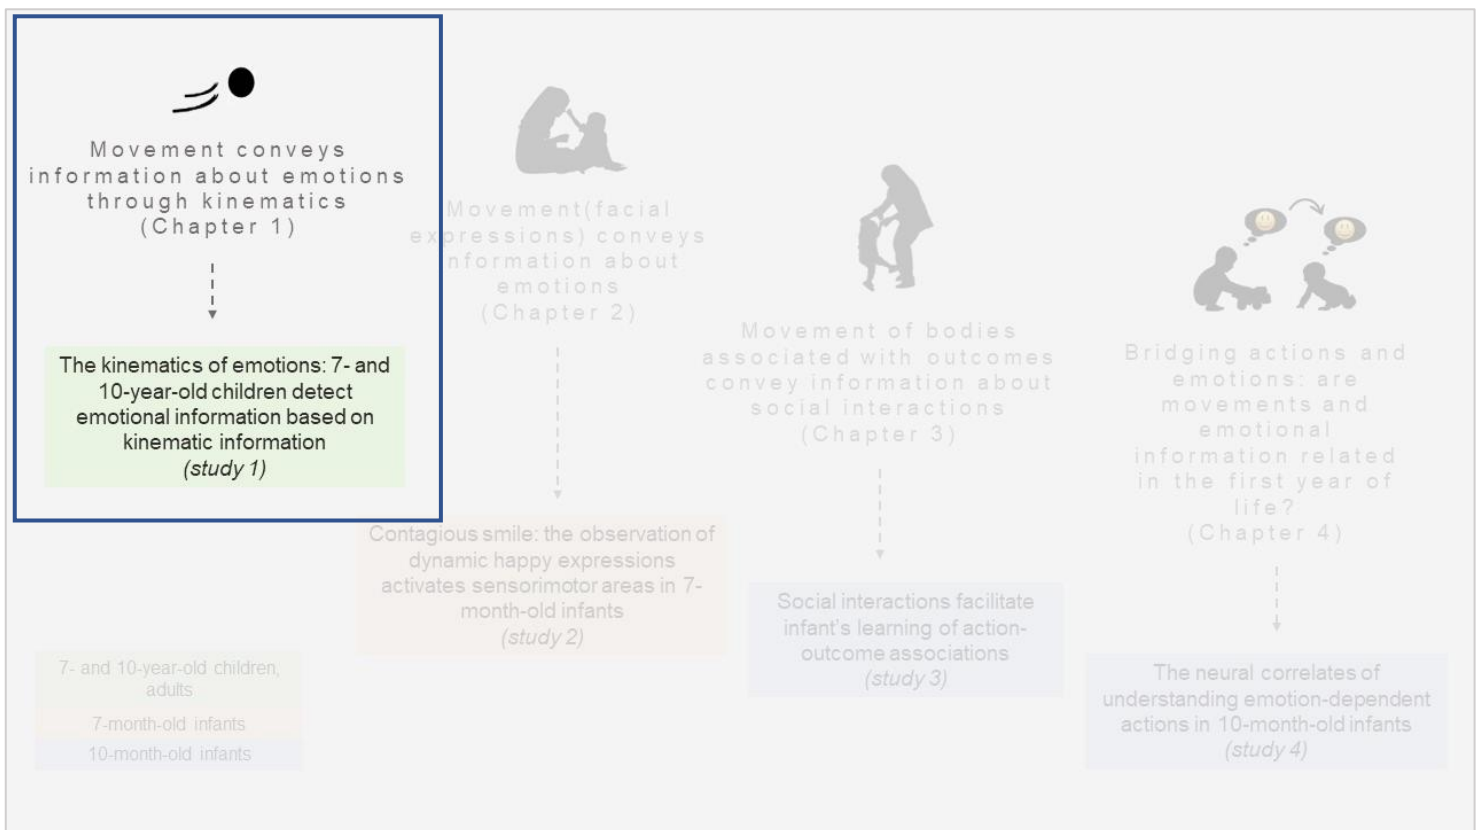 Movement conveys
information about emotions
through kinematics
(Chapter 1)
The kinematics of emotions: 7- and
10-year-old children detect
emotional information based on
kinematic information
(study 1)
Movement(facial
expressions) conveys
nformation about
emotions
(Chapter 2)
Contagious smile: the observation of
dynamic happy expressions
activates sensorimotor areas in 7-
month-old infants
(study 2)
Movement of bodies
associated with outcomes
convey information about
social interactions
(Chapter 3)
Social interactions facilitate
infant's learning of action-
outcome associations
(study 3)
Bridging actions and
emotions: are
movements and
emotional
information related
in the first year of
life?
(Chapter 4)
The neural correlates of
understanding emotion-dependent
actions in 10-month-old infants
(study 4)
7- and 10-year-old children,
adults
7-month-old infants
10-month-old infants